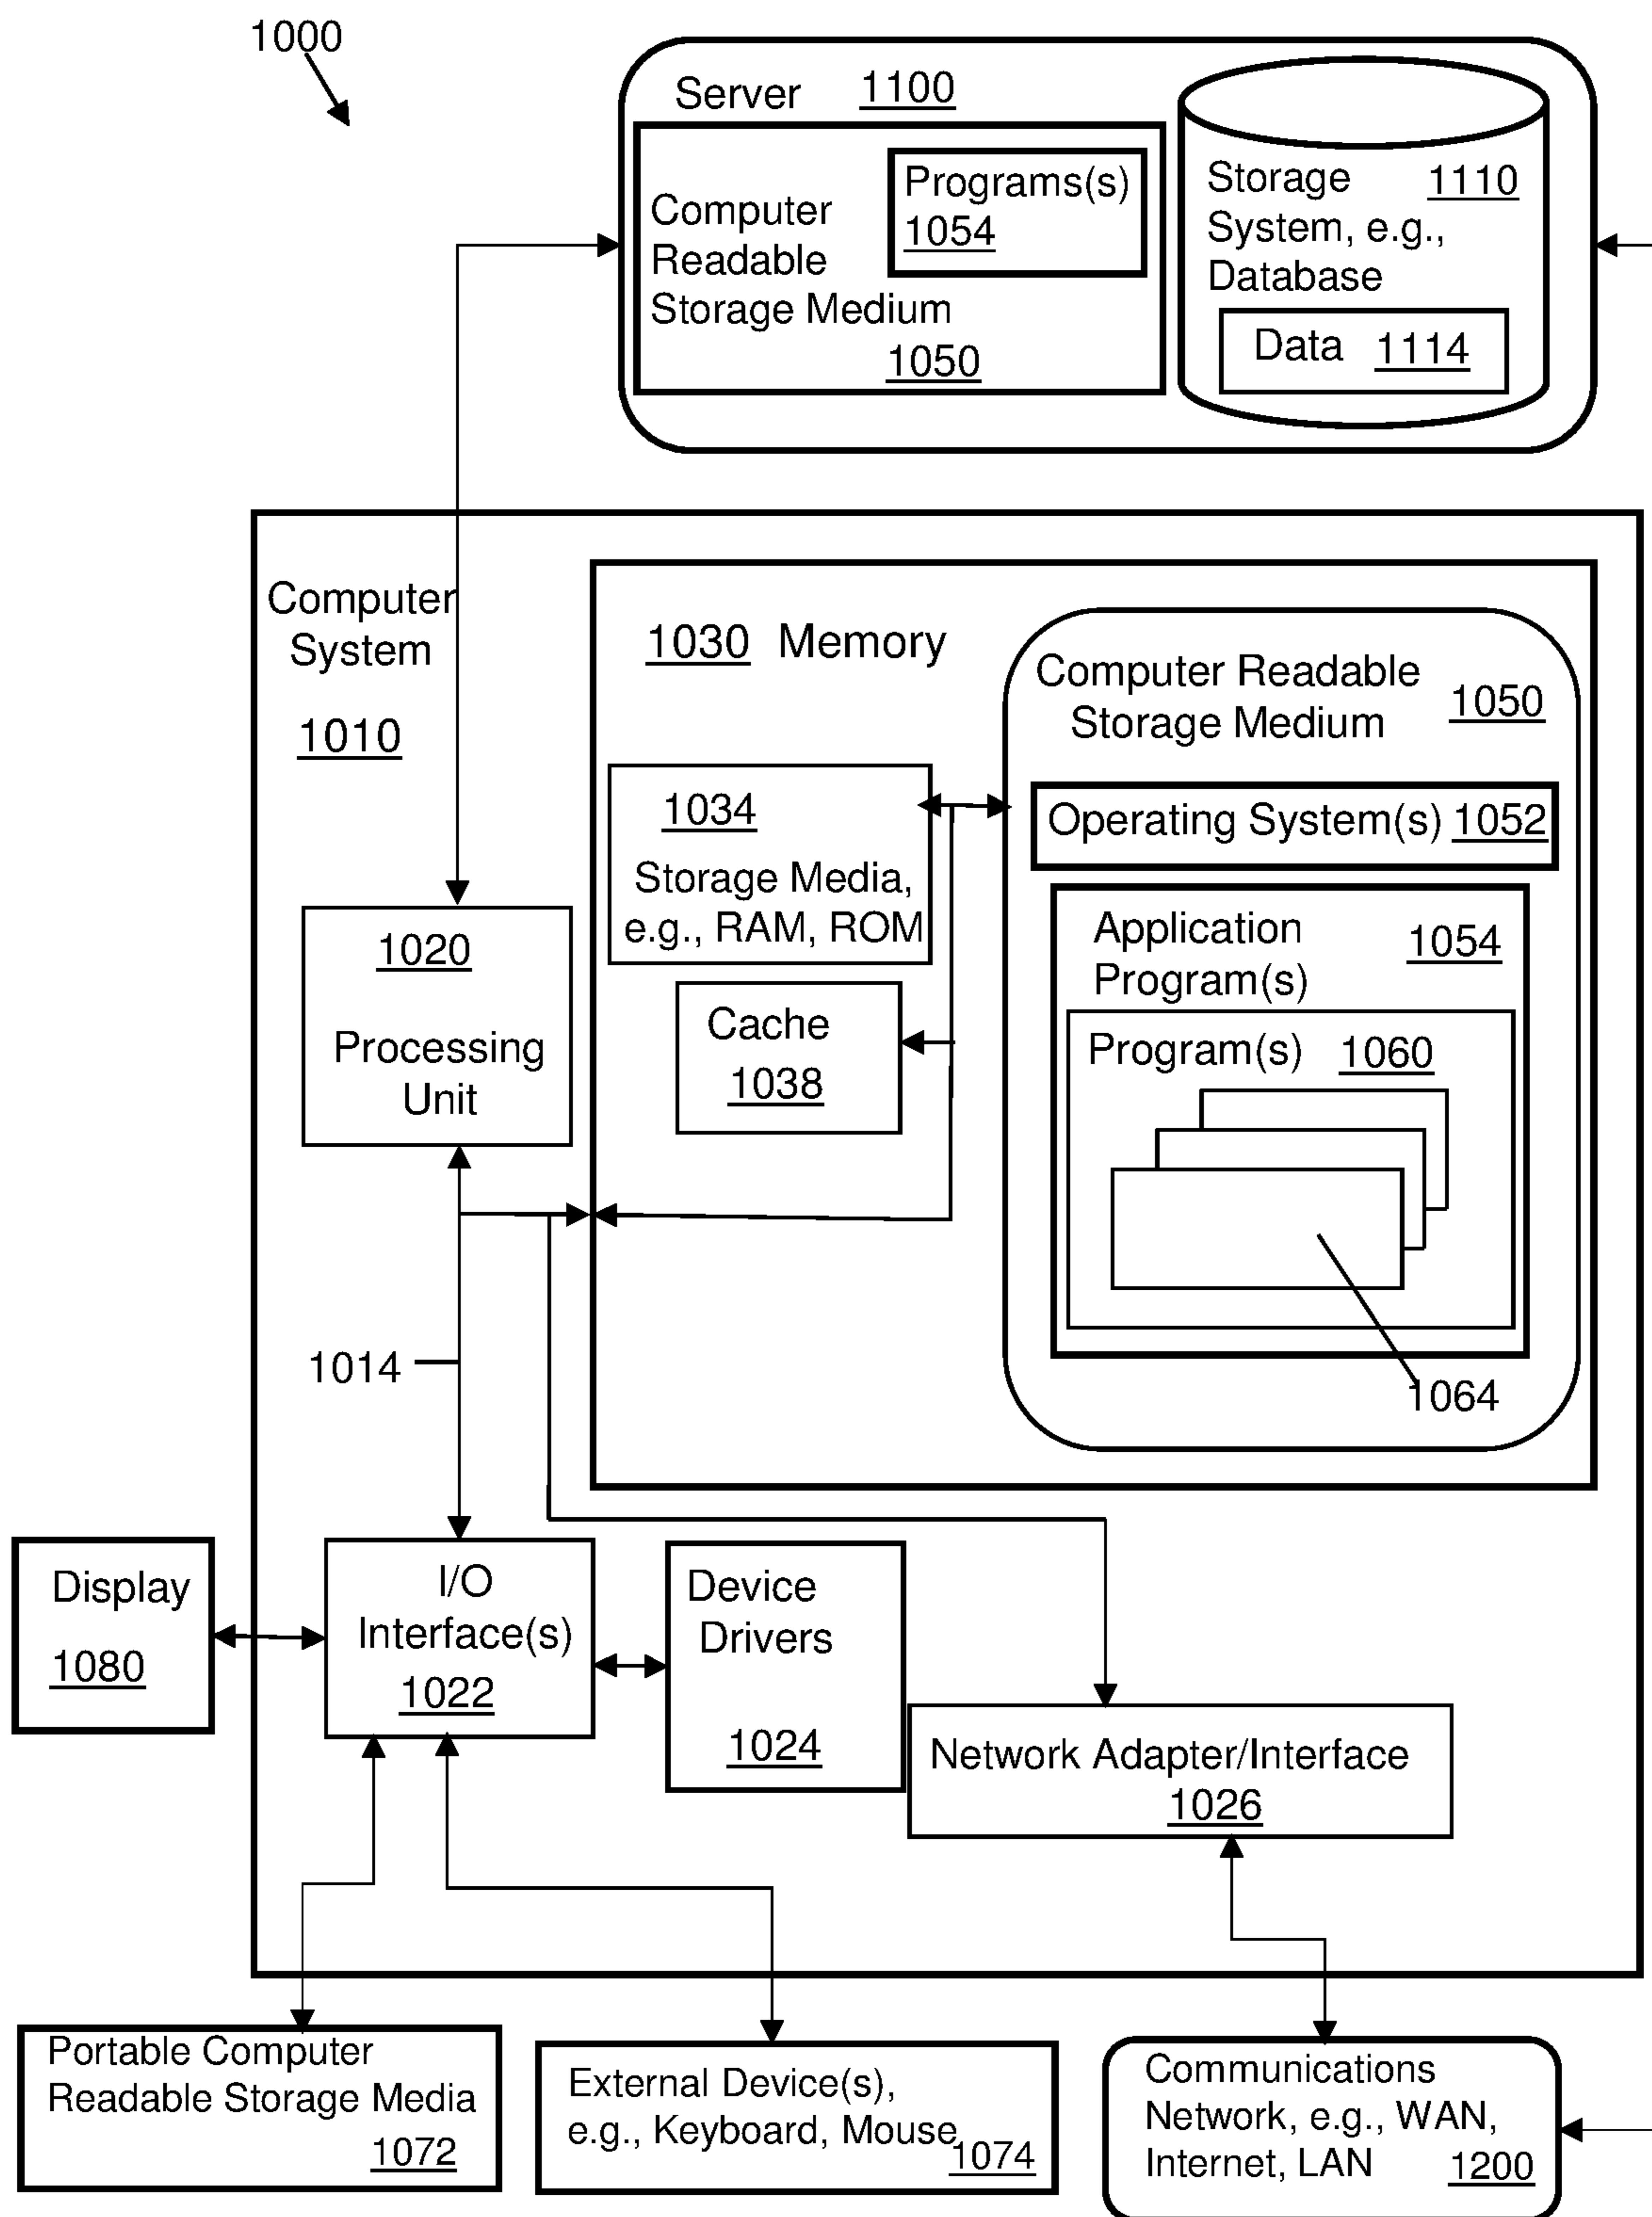 1000
Server 1100
Programs(s)
1054
Computer
Readable
Storage Medium
1050
Storage 1110
System, e.g.,
Database
Data 1114
Computer
System
1010
1030 Memory
Computer Readable
Storage Medium
1050
1034
Storage Media,
e.g., RAM, ROM
Operating System(s) 1052
Cache
1038
Application
Program(s)
1054
Program(s) 1060
1064
1020
Processing
Unit
1014
Display
1080
I/O
Interface(s)
1022
Device
Drivers
1024
Network Adapter/Interface
1026
Portable Computer
Readable Storage Media
1072
External Device(s),
e.g., Keyboard, Mouse
1074
Communications
Network, e.g., WAN,
Internet, LAN 1200